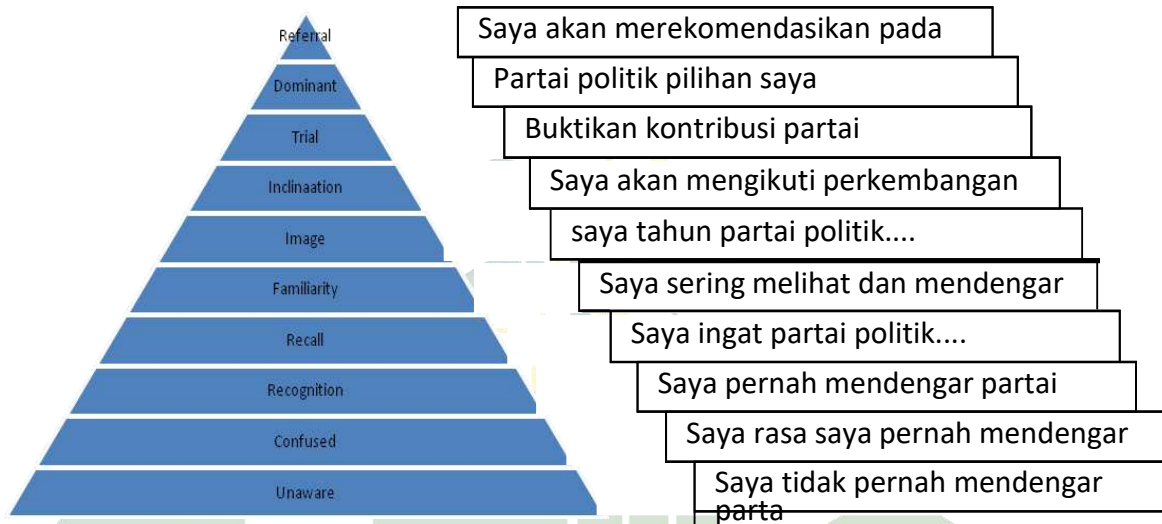 Referral
Saya akan merekomendasikan pada
Dominant
Partai politik pilihan saya
Trial
Buktikan kontribusi partai
Inclinaation
Saya akan mengikuti perkembangan
Image
saya tahun partai politik....
Familiarity
Saya sering melihat dan mendengar
Recall
Saya ingat partai politik....
Recognition
Saya pernah mendengar partai
Confused
Saya rasa saya pernah mendengar
Unaware
Saya tidak pernah mendengar
parta